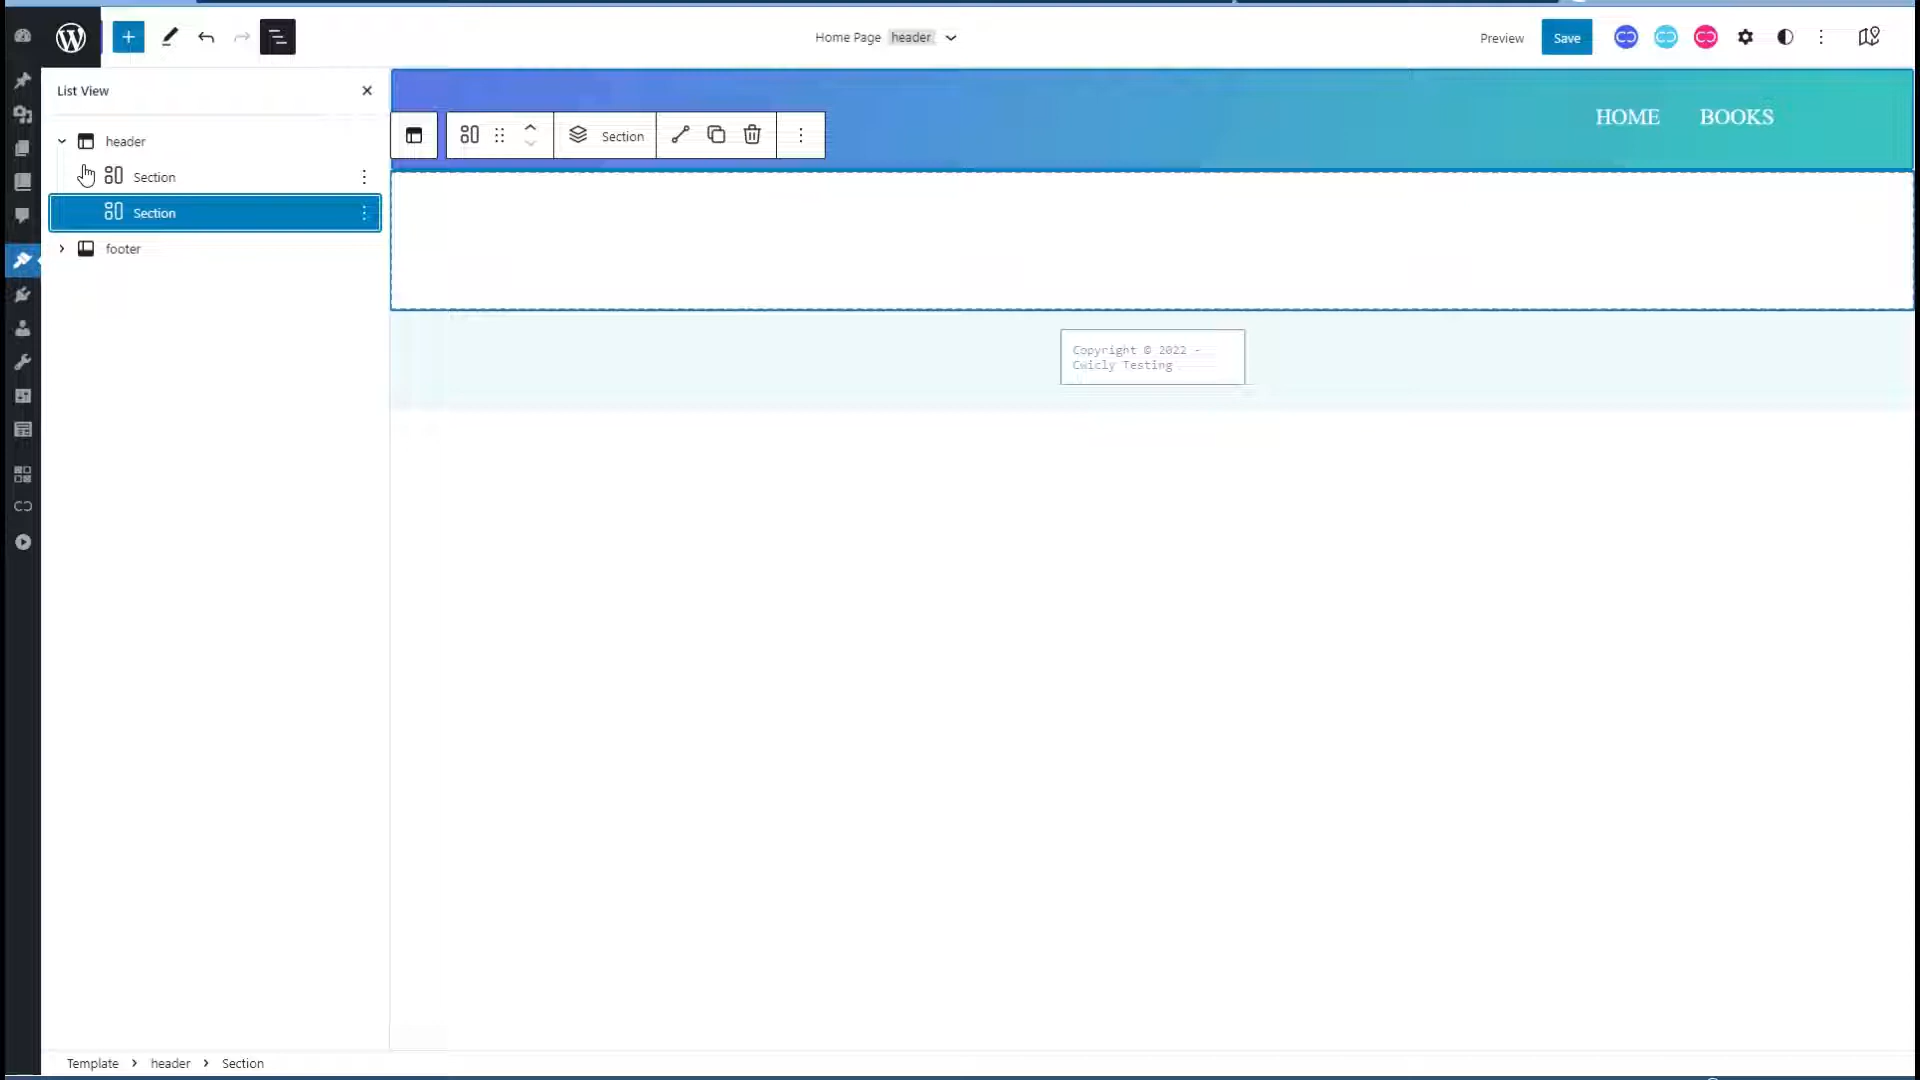 Home Page header
Preview
Save
List View
HOME BOOKS
header
Section
Section
Section
footer
Copyright © 2022 -
Cwicly Testing
Template > header > Section